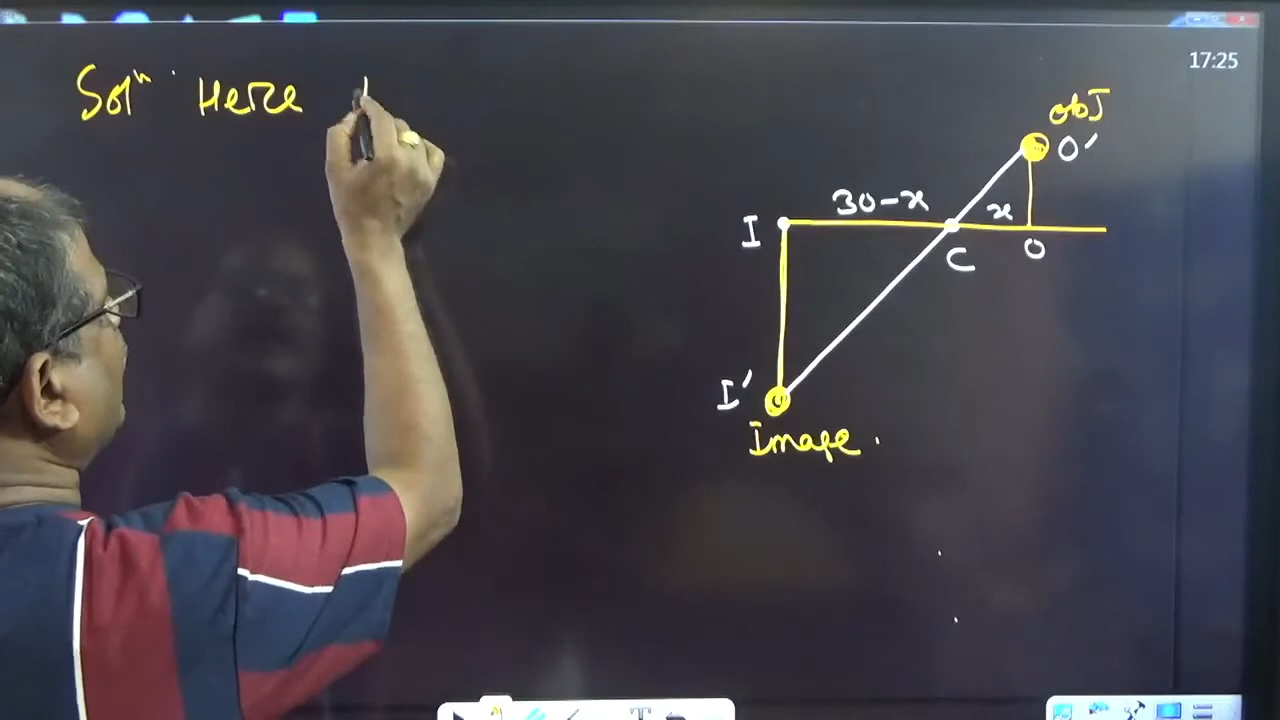 17:25
Solⁿ Here
obJ
O'
30-x
x
I
C
O
I'
Image.